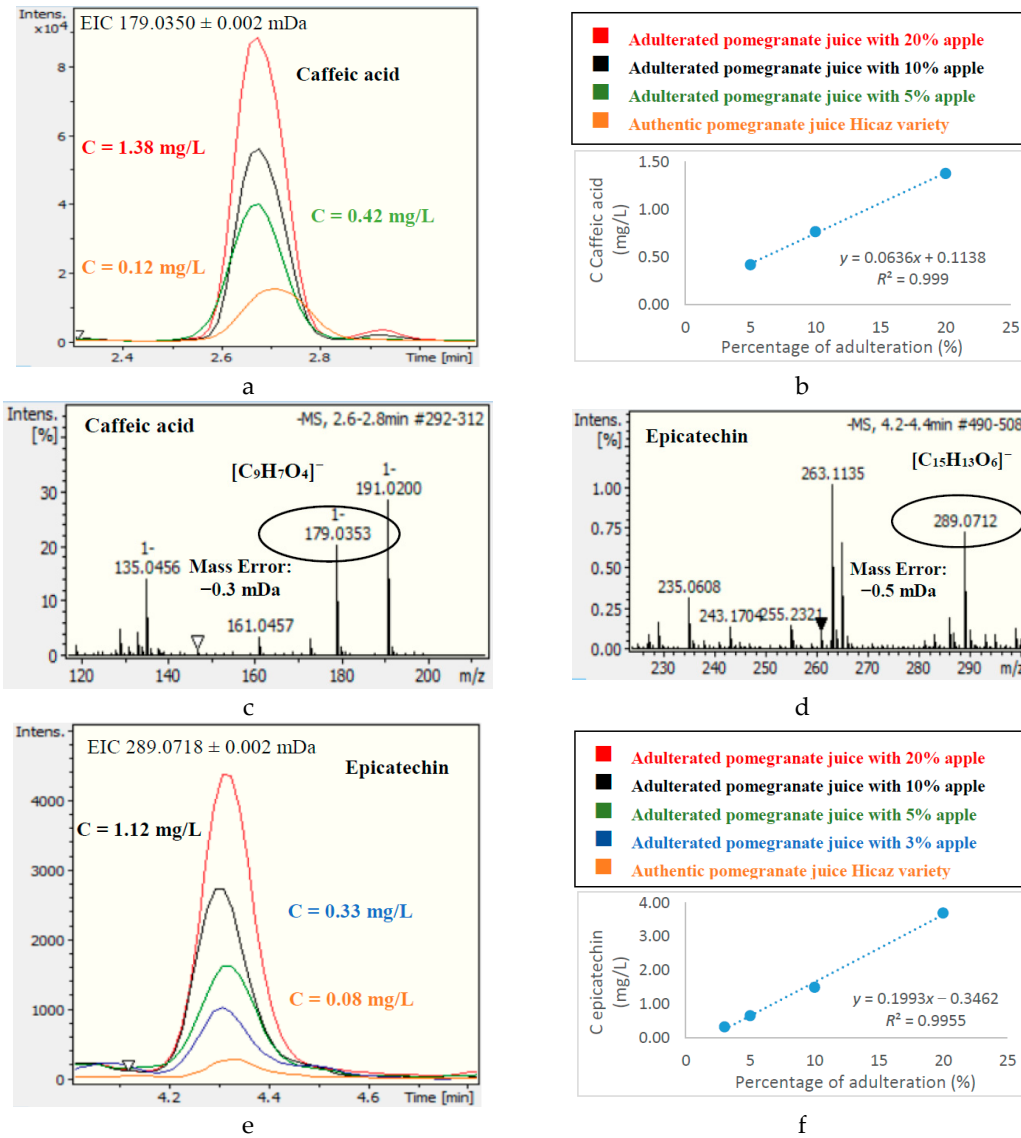 Intens.
x10⁴
EIC 179.0350 ± 0.002 mDa
Caffeic acid
C = 1.38 mg/L
C = 0.42 mg/L
C = 0.12 mg/L
8
6
4
2
0
2.4
2.6
2.8
Time [min]
a
Adulterated pomegranate juice with 20% apple
Adulterated pomegranate juice with 10% apple
Adulterated pomegranate juice with 5% apple
Authentic pomegranate juice Hicaz variety
C Caffeic acid
(mg/L)
1.50
1.00
0.50
0.00
y = 0.0636x + 0.1138
R² = 0.999
0
5
10
15
20
25
Percentage of adulteration (%)
b
Intens.
[%]
Caffeic acid
-MS, 2.6-2.8min #292-312
[C₉H₇O₄]⁻
1-
191.0200
1-
179.0353
1-
135.0456
Mass Error:
−0.3 mDa
161.0457
30
20
10
0
120
140
160
180
200
m/z
c
Intens.
[%]
Epicatechin
-MS, 4.2-4.4min #490-508
[C₁₅H₁₃O₆]⁻
263.1135
289.0712
Mass Error:
−0.5 mDa
235.0608
243.1704
255.2321
1.00
0.75
0.50
0.25
0.00
230
240
250
260
270
280
290
m/z
d
Intens.
EIC 289.0718 ± 0.002 mDa
Epicatechin
C = 1.12 mg/L
C = 0.33 mg/L
C = 0.08 mg/L
4000
3000
2000
1000
0
4.2
4.4
4.6
Time [min]
e
Adulterated pomegranate juice with 20% apple
Adulterated pomegranate juice with 10% apple
Adulterated pomegranate juice with 5% apple
Adulterated pomegranate juice with 3% apple
Authentic pomegranate juice Hicaz variety
C epicatechin
(mg/L)
4.00
3.00
2.00
1.00
0.00
y = 0.1993x − 0.3462
R² = 0.9955
0
5
10
15
20
25
Percentage of adulteration (%)
f